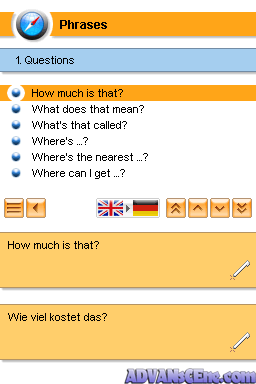 Phrases
1. Questions
How much is that?
What does that mean?
What's that called?
Where's ...?
Where's the nearest ...?
Where can I get ...?
How much is that?
Wie viel kostet das?
ADVANsCEne.com